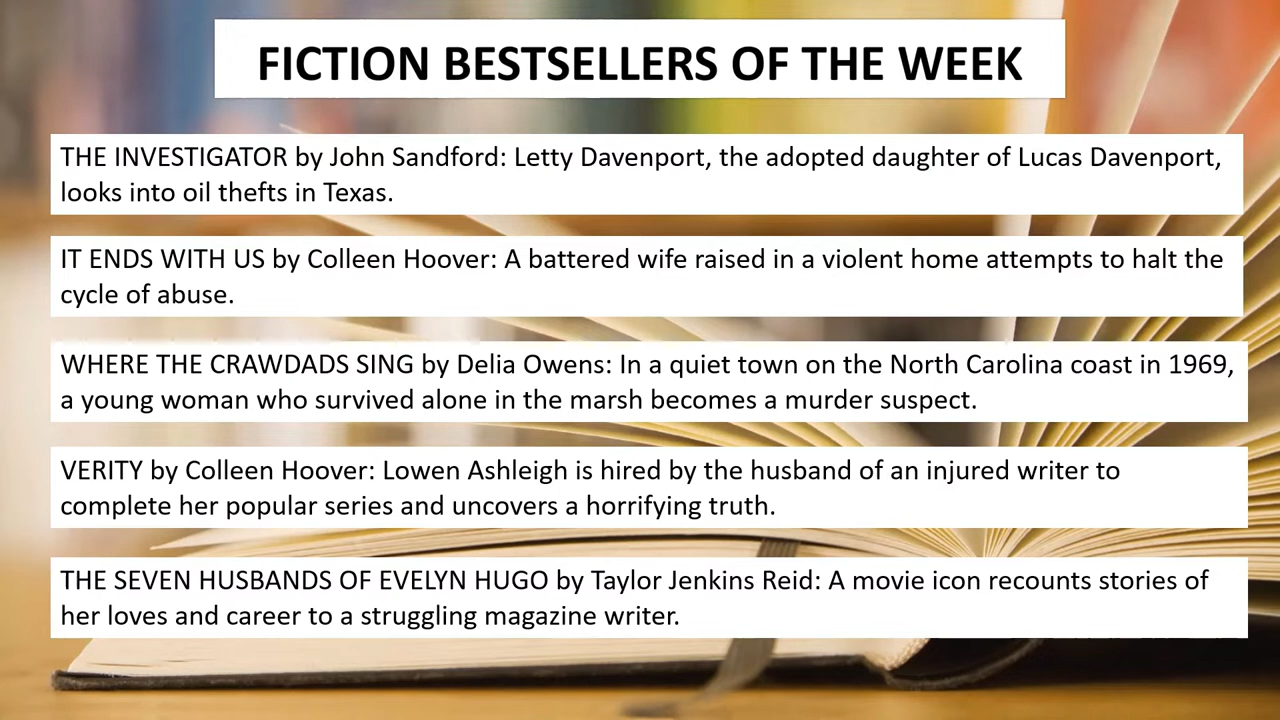 FICTION BESTSELLERS OF THE WEEK
THE INVESTIGATOR by John Sandford: Letty Davenport, the adopted daughter of Lucas Davenport,
looks into oil thefts in Texas.
IT ENDS WITH US by Colleen Hoover: A battered wife raised in a violent home attempts to halt the
cycle of abuse.
WHERE THE CRAWDADS SING by Delia Owens: In a quiet town on the North Carolina coast in 1969,
a young woman who survived alone in the marsh becomes a murder suspect.
VERITY by Colleen Hoover: Lowen Ashleigh is hired by the husband of an injured writer to
complete her popular series and uncovers a horrifying truth.
THE SEVEN HUSBANDS OF EVELYN HUGO by Taylor Jenkins Reid: A movie icon recounts stories of
her loves and career to a struggling magazine writer.